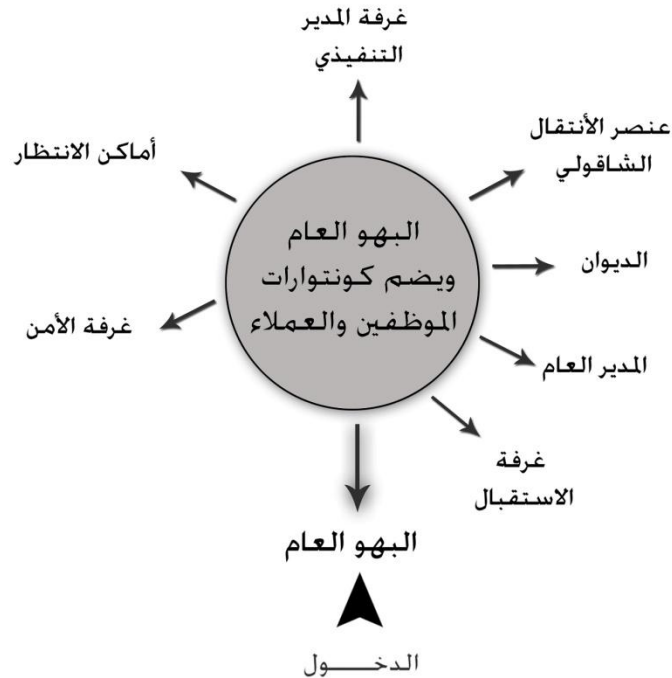 غرفة المدير
التنفيذي
عنصر الأنتقال
الشاقولي
أماكن الانتظار
البهو العام
ويضم كونتوارات
الموظفين والعملاء
الديوان
غرفة الأمن
المدير العام
غرفة
الاستقبال
البهو العام
الدخـــــول